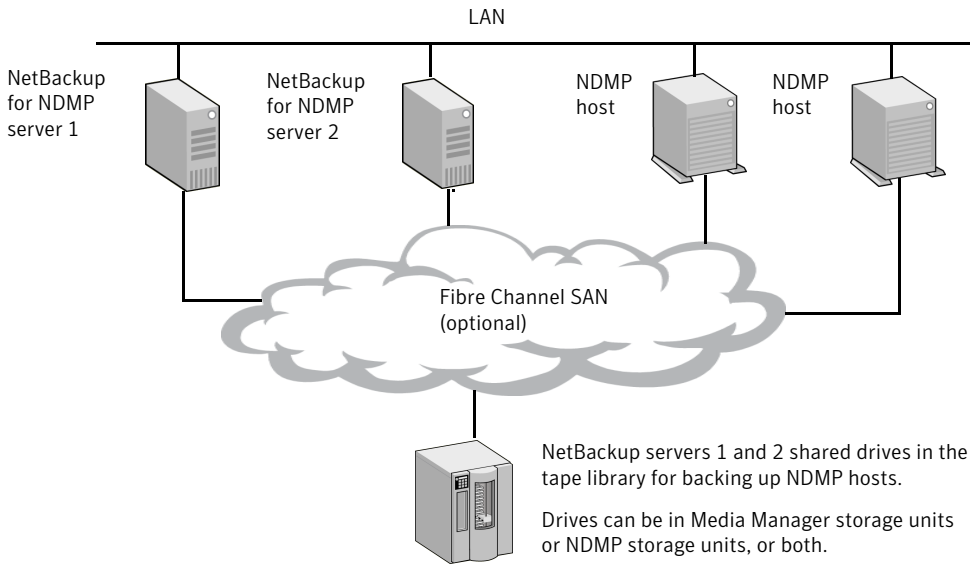 LAN
NetBackup
for NDMP
server 1
NetBackup
for NDMP
server 2
NDMP
host
NDMP
host
Fibre Channel SAN
(optional)
NetBackup servers 1 and 2 shared drives in the
tape library for backing up NDMP hosts.
Drives can be in Media Manager storage units
or NDMP storage units, or both.